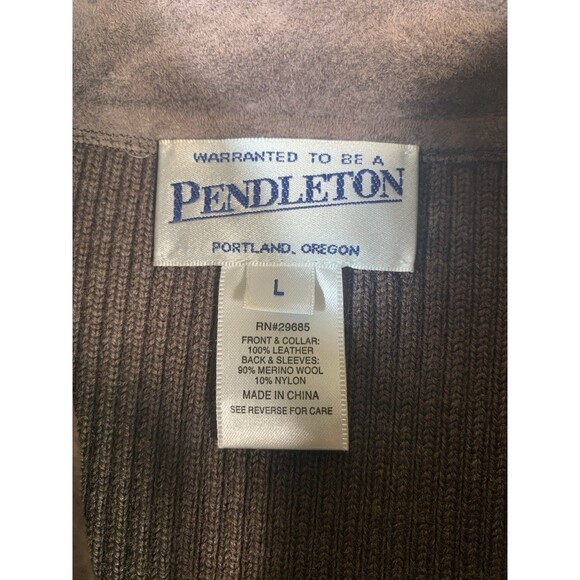 WARRANTED TO BE A
PENDLETON
PORTLAND, OREGON
L
RN#29685
FRONT & COLLAR:
100% LEATHER
BACK & SLEEVES:
90% MERINO WOOL
10% NYLON
MADE IN CHINA
SEE REVERSE FOR CARE